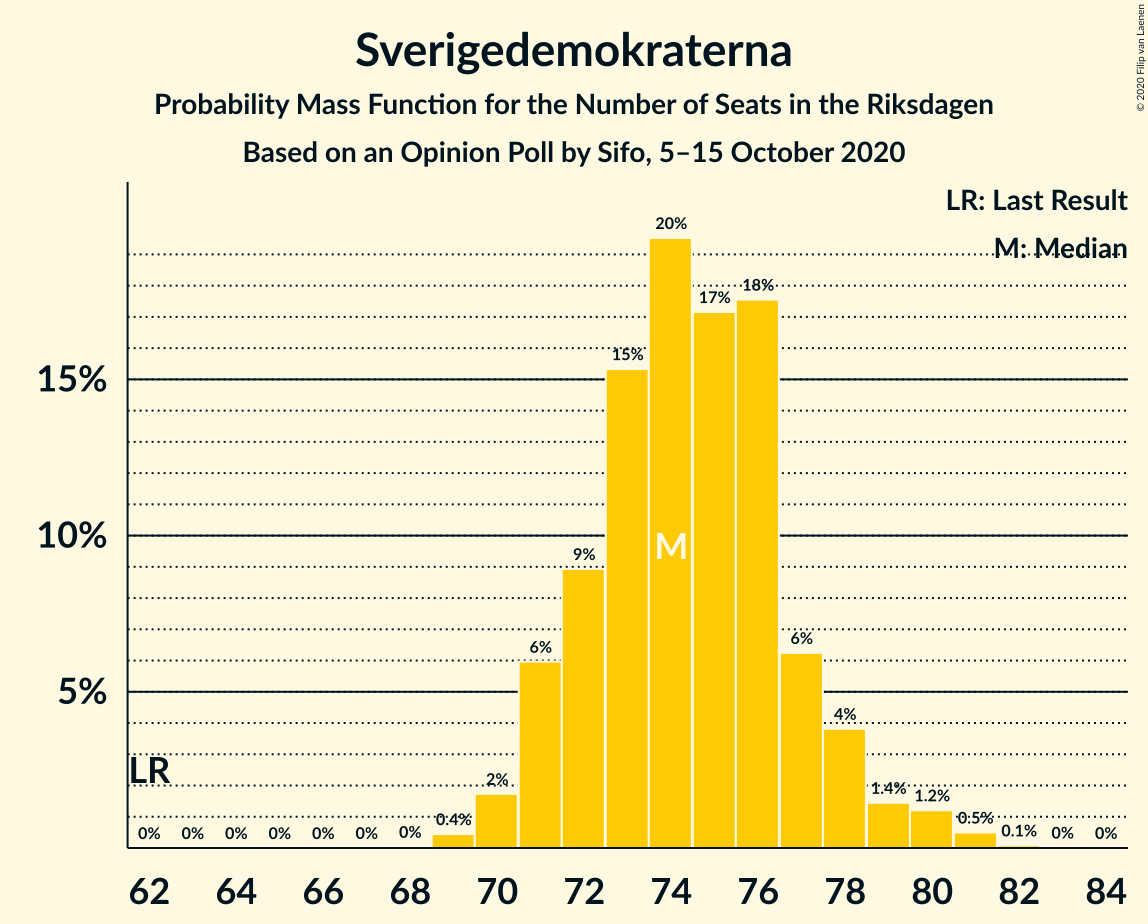 Sverigedemokraterna
Probability Mass Function for the Number of Seats in the Riksdagen
Based on an Opinion Poll by Sifo, 5–15 October 2020
© 2020 Filip van Laenen
LR: Last Result
M: Median
15%
10%
5%
LR
M
0% 0% 0% 0% 0% 0% 0% 0.4% 2% 6% 9% 15% 20% 17% 18% 6% 4% 1.4% 1.2% 0.5% 0.1% 0% 0%
62 64 66 68 70 72 74 76 78 80 82 84